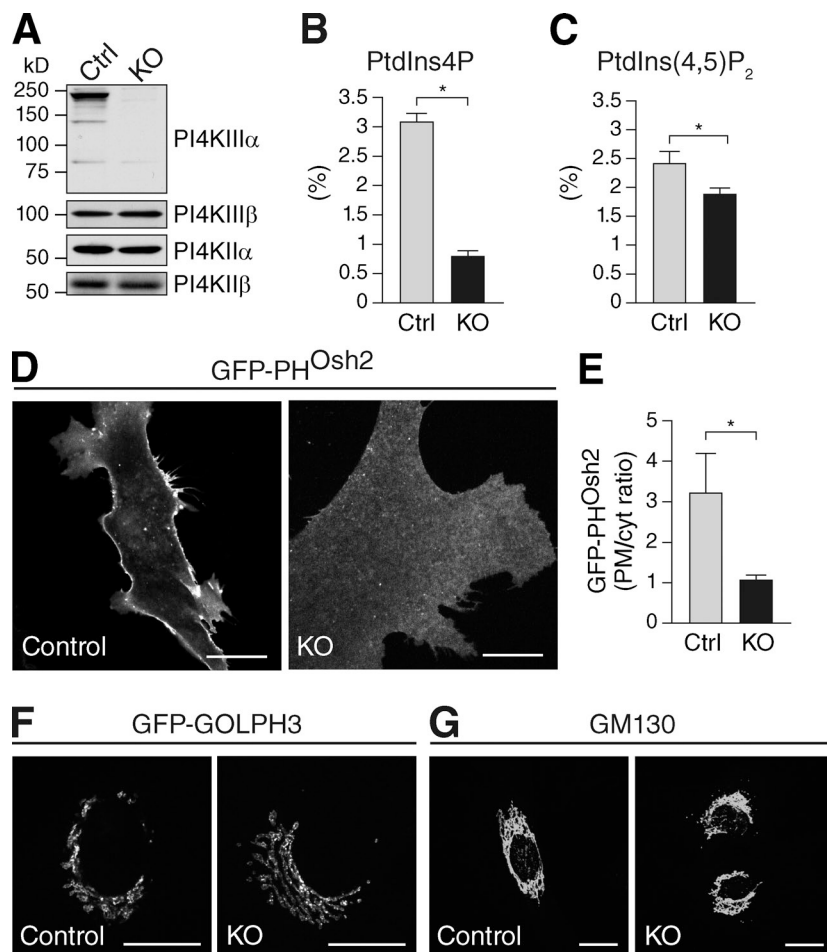 A
kD
Ctrl
KO
250
150
100
75
PI4KIIIα
100
PI4KIIIβ
50
PI4KIIα
50
PI4KIIβ
B
PtdIns4P
(%)
3.5
3
2.5
2
1.5
1
0.5
0
*
Ctrl KO
C
PtdIns(4,5)P2
(%)
3.5
3
2.5
2
1.5
1
0.5
0
*
Ctrl KO
D
GFP-PHOsh2
Control
KO
E
GFP-PHOsh2
(PM/cyt ratio)
5
4
3
2
1
0
*
Ctrl KO
F
GFP-GOLPH3
Control
KO
G
GM130
Control
KO